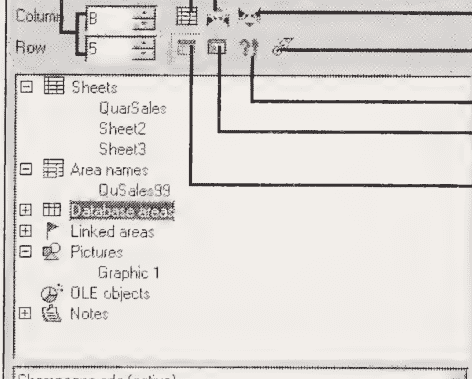 Column B
Row 5
Sheets
QuarSales
Sheet2
Sheet3
Area names
QuSales99
Database areas
Linked areas
Pictures
Graphic 1
OLE objects
Notes
(active)